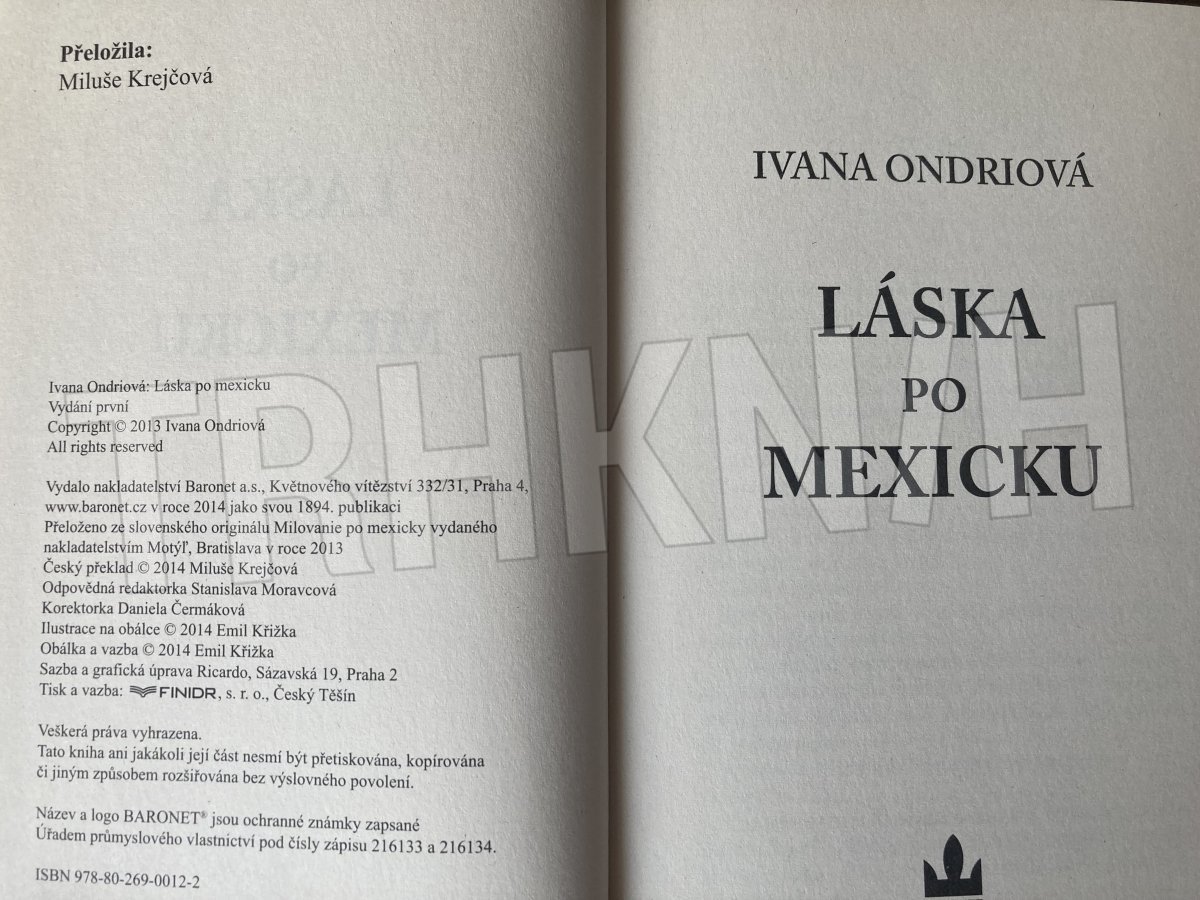 Přeložila:
Miluše Krejčová
Ivana Ondriová: Láska po mexicku
Vydání první
Copyright © 2013 Ivana Ondriová
All rights reserved
Vydalo nakladatelství Baronet a.s., Květnového vítězství 332/31, Praha 4,
www.baronet.cz v roce 2014 jako svou 1894. publikaci
Přeloženo ze slovenského originálu Milovanie po mexicky vydaného
nakladatelstvím Motýľ, Bratislava v roce 2013
Český překlad © 2014 Miluše Krejčová
Odpovědná redaktorka Stanislava Moravcová
Korektorka Daniela Čermáková
Ilustrace na obálce © 2014 Emil Křižka
Obálka a vazba © 2014 Emil Křižka
Sazba a grafická úprava Ricardo, Sázavská 19, Praha 2
Tisk a vazba: FINIDR, s. r. o., Český Těšín
Veškerá práva vyhrazena.
Tato kniha ani jakákoli její část nesmí být přetiskována, kopírována
či jiným způsobem rozšiřována bez výslovného povolení.
Název a logo BARONET® jsou ochranné známky zapsané
Úřadem průmyslového vlastnictví pod čísly zápisu 216133 a 216134.
ISBN 978-80-269-0012-2
IVANA ONDRIOVÁ
LÁSKA
PO
MEXICKU
TRHKNIH